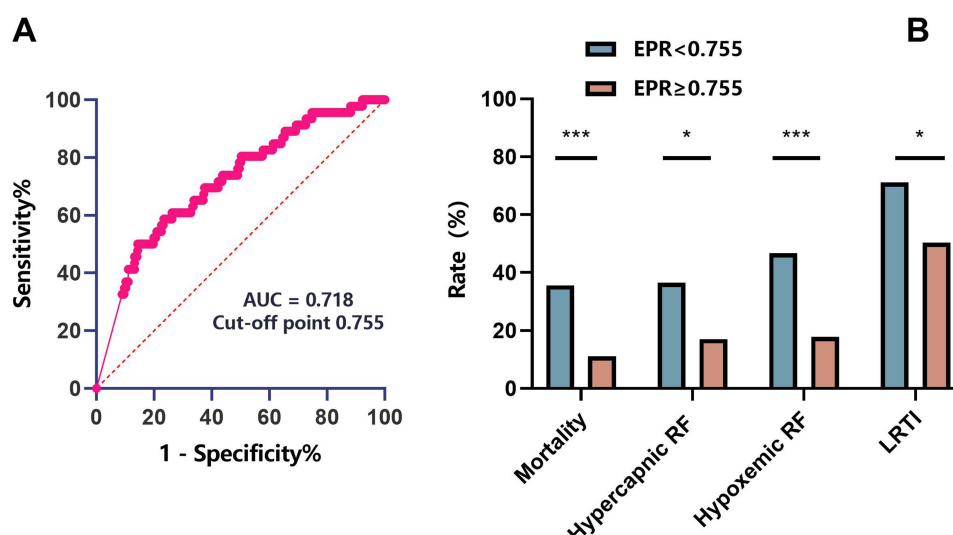 A
Sensitivity%
100
80
60
40
20
0
0 20 40 60 80 100
1 - Specificity%
AUC = 0.718
Cut-off point 0.755
B
EPR<0.755
EPR≥0.755
Rate (%)
100
80
60
40
20
0
*** * *** *
Mortality
Hypercapnic RF
Hypoxemic RF
LRTI